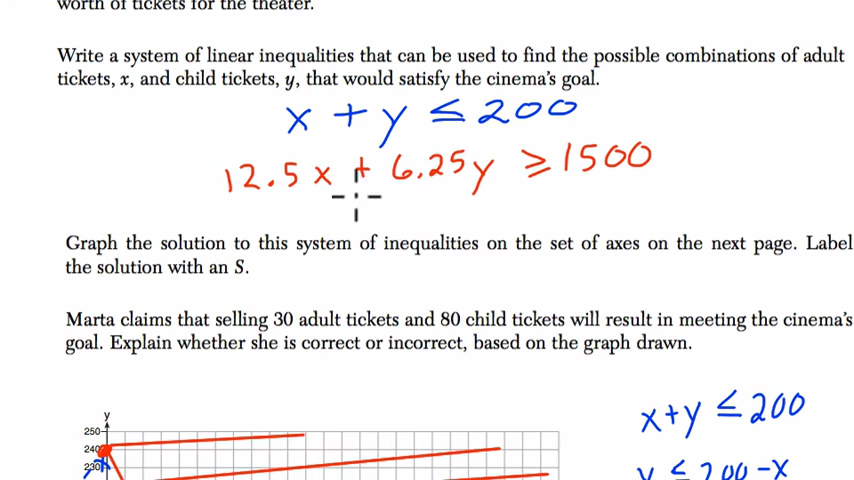 worth of tickets for the theater.
Write a system of linear inequalities that can be used to find the possible combinations of adult
tickets, x, and child tickets, y, that would satisfy the cinema's goal.
x + y ≤ 200
12.5x + 6.25y ≥ 1500
Graph the solution to this system of inequalities on the set of axes on the next page. Label
the solution with an S.
Marta claims that selling 30 adult tickets and 80 child tickets will result in meeting the cinema's
goal. Explain whether she is correct or incorrect, based on the graph drawn.
x+y ≤ 200
y
250
240
230
y ≤ 200-x